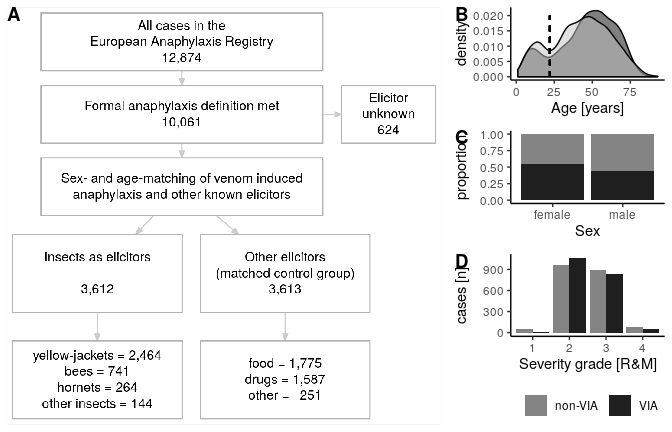 A
All cases in the
European Anaphylaxis Registry
12,874
Formal anaphylaxis definition met
10,061
Elicitor
unknown
624
Sex- and age-matching of venom induced
anaphylaxis and other known elicitors
Insects as elicitors
3,612
Other elicitors
(matched control group)
3,613
yellow-jackets = 2,464
bees = 741
hornets = 264
other insects = 144
food = 1,775
drugs = 1,587
other = 251
B
density
0.020
0.015
0.010
0.005
0.000
0 25 50 75
Age [years]
C
proportion
1.00
0.75
0.50
0.25
0.00
female male
Sex
D
cases [n]
900
600
300
0
1 2 3 4
Severity grade [R&M]
non-VIA VIA